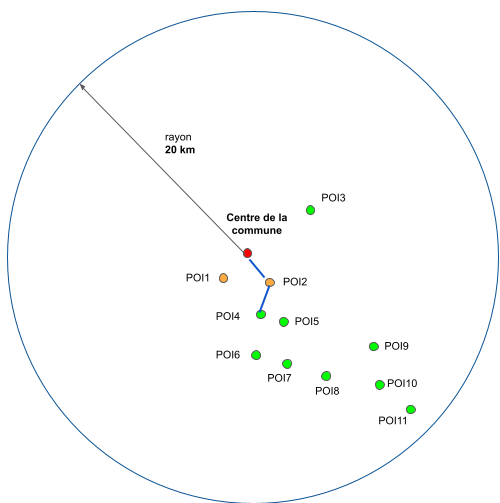 rayon
20 km
POI3
Centre de la
commune
POI1
POI2
POI4
POI5
POI9
POI6
POI7
POI8
POI10
POI11